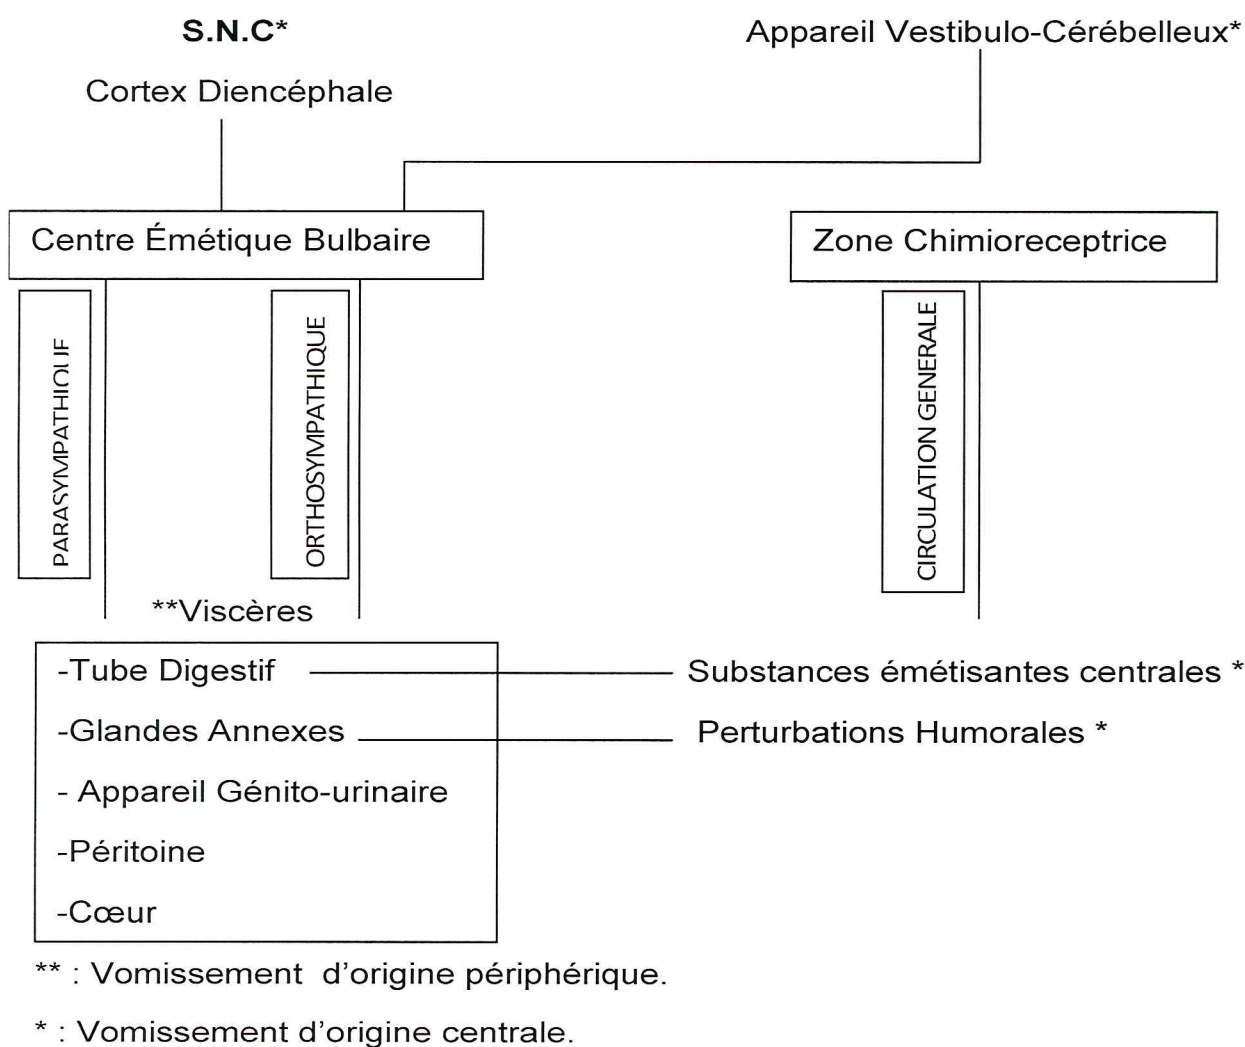 S.N.C*
Appareil Vestibulo-Cérébelleux*
Cortex Diencéphale
Centre Émétique Bulbaire
Zone Chimioreceptrice
PARASYMPATHIQUE
ORTHOSYMPATHIQUE
CIRCULATION GENERALE
**Viscères
-Tube Digestif
Substances émétisantes centrales *
-Glandes Annexes
Perturbations Humorales *
- Appareil Génito-urinaire
-Péritoine
-Cœur
** : Vomissement d'origine périphérique.
* : Vomissement d'origine centrale.